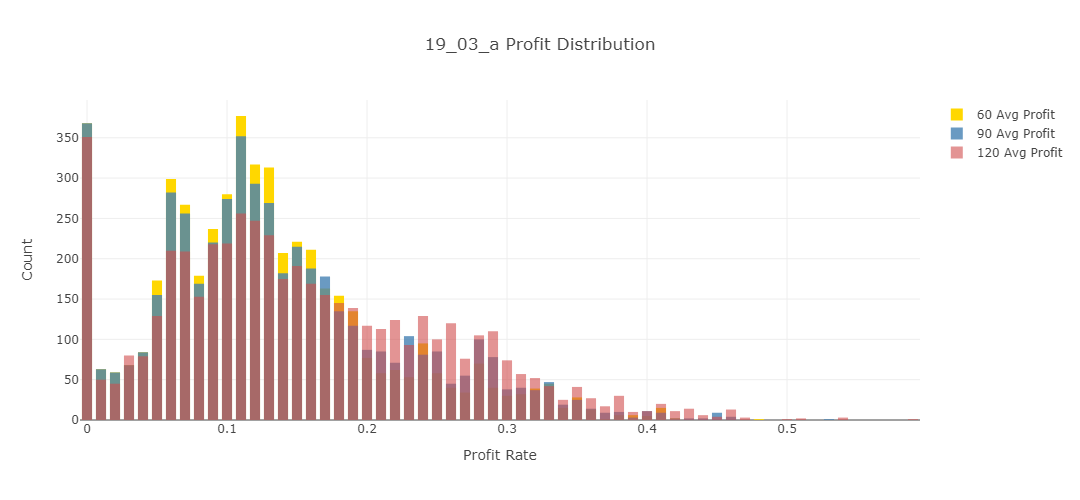 19_03_a Profit Distribution
60 Avg Profit
90 Avg Profit
120 Avg Profit
Count
350
300
250
200
150
100
50
0
0 0.1 0.2 0.3 0.4 0.5
Profit Rate